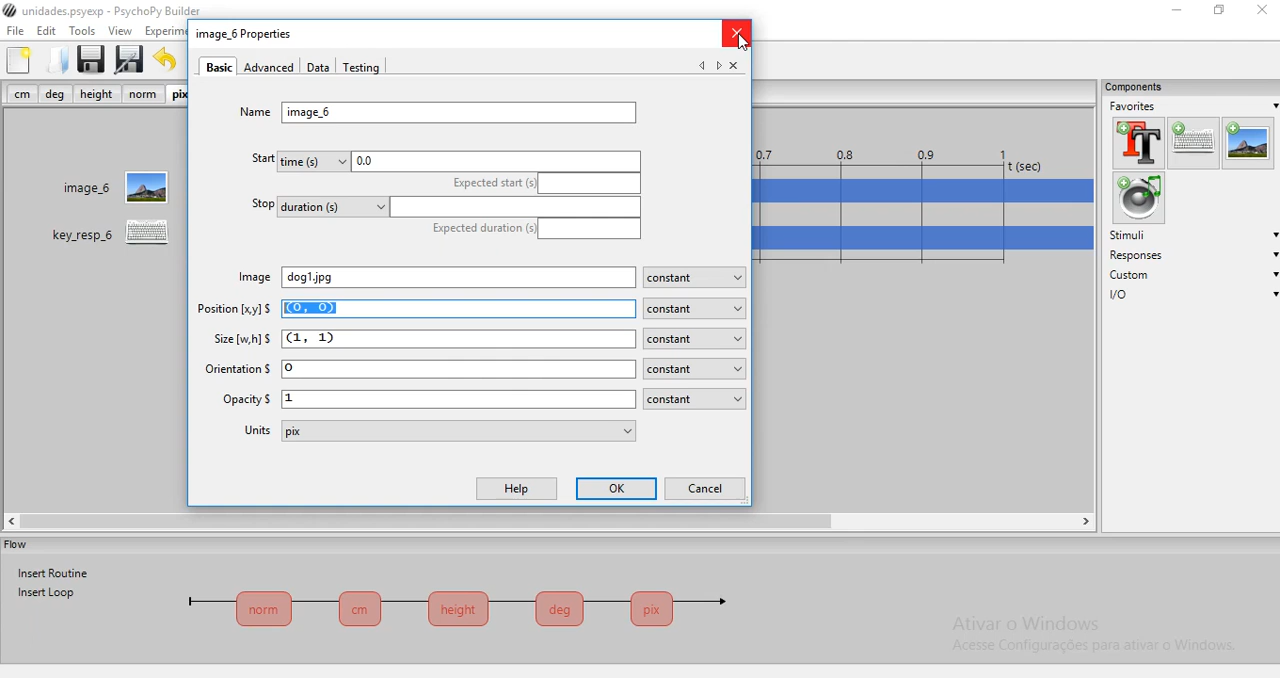 unidades.psyexp - PsychoPy Builder
File Edit Tools View Experime
image_6 Properties
Basic Advanced Data Testing
cm deg height norm pix
Name image_6
Start time (s) 0.0
Expected start (s)
Stop duration (s)
Expected duration (s)
Image dog1.jpg constant
Position [x,y] $ (0, 0) constant
Size [w,h] $ (1, 1) constant
Orientation $ 0 constant
Opacity $ 1 constant
Units pix
Help OK Cancel
image_6
key_resp_6
0.7 0.8 0.9 1
t (sec)
Components
Favorites
Stimuli
Responses
Custom
I/O
Flow
Insert Routine
Insert Loop
norm cm height deg pix
Ativar o Windows
Acesse Configurações para ativar o Windows.